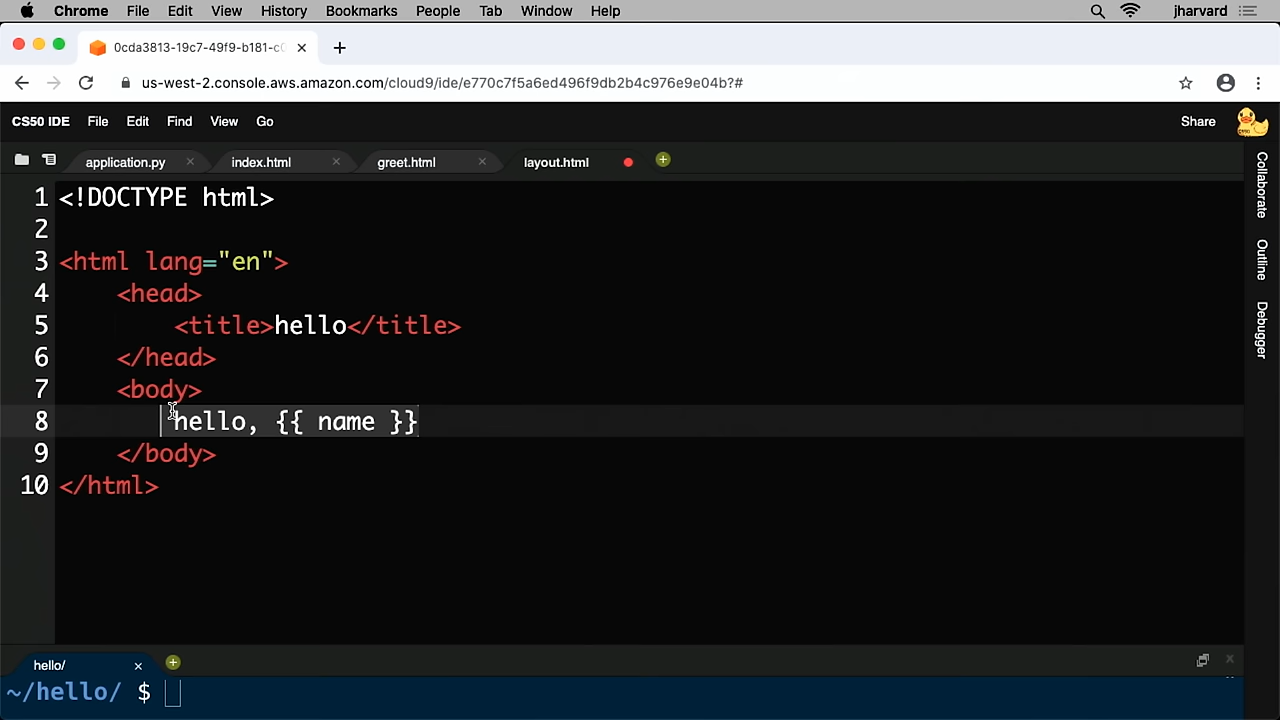 Chrome File Edit View History Bookmarks People Tab Window Help jharvard
0cda3813-19c7-49f9-b181-c
us-west-2.console.aws.amazon.com/cloud9/ide/e770c7f5a6ed496f9db2b4c976e9e04b?#
CS50 IDE File Edit Find View Go Share
application.py index.html greet.html layout.html
1 <!DOCTYPE html>
2
3 <html lang="en">
4 <head>
5 <title>hello</title>
6 </head>
7 <body>
8 hello, {{ name }}
9 </body>
10 </html>
Collaborate
Outline
Debugger
hello/
~/hello/ $